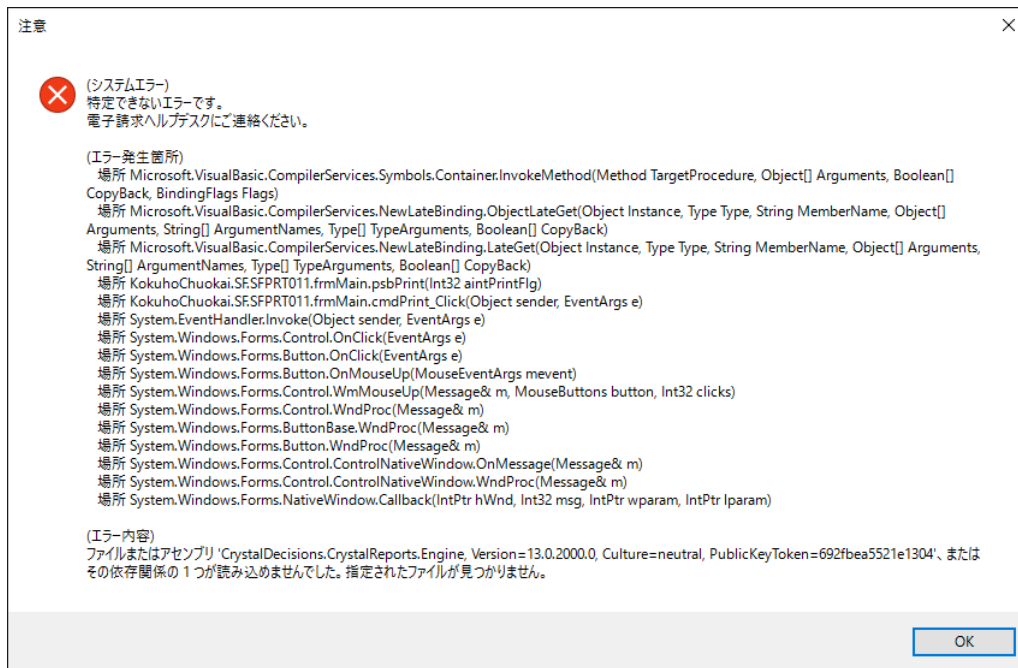 注意
(システムエラー)
特定できないエラーです。
電子請求ヘルプデスクにご連絡ください。
(エラー発生箇所)
場所 Microsoft.VisualBasic.CompilerServices.Symbols.Container.InvokeMethod(Method TargetProcedure, Object[] Arguments, Boolean[]
CopyBack, BindingFlags Flags)
場所 Microsoft.VisualBasic.CompilerServices.NewLateBinding.ObjectLateGet(Object Instance, Type Type, String MemberName, Object[]
Arguments, String[] ArgumentNames, Type[] TypeArguments, Boolean[] CopyBack)
場所 Microsoft.VisualBasic.CompilerServices.NewLateBinding.LateGet(Object Instance, Type Type, String MemberName, Object[] Arguments,
String[] ArgumentNames, Type[] TypeArguments, Boolean[] CopyBack)
場所 KokuhoChuokai.SF.SFPRT011.frmMain.psbPrint(Int32 aintPrintFlg)
場所 KokuhoChuokai.SF.SFPRT011.frmMain.cmdPrint_Click(Object sender, EventArgs e)
場所 System.EventHandler.Invoke(Object sender, EventArgs e)
場所 System.Windows.Forms.Control.OnClick(EventArgs e)
場所 System.Windows.Forms.Button.OnClick(EventArgs e)
場所 System.Windows.Forms.Button.OnMouseUp(MouseEventArgs mevent)
場所 System.Windows.Forms.Control.WmMouseUp(Message& m, MouseButtons button, Int32 clicks)
場所 System.Windows.Forms.Control.WndProc(Message& m)
場所 System.Windows.Forms.ButtonBase.WndProc(Message& m)
場所 System.Windows.Forms.Button.WndProc(Message& m)
場所 System.Windows.Forms.Control.ControlNativeWindow.OnMessage(Message& m)
場所 System.Windows.Forms.Control.ControlNativeWindow.WndProc(Message& m)
場所 System.Windows.Forms.NativeWindow.Callback(IntPtr hWnd, Int32 msg, IntPtr wparam, IntPtr lparam)
(エラー内容)
ファイルまたはアセンブリ 'CrystalDecisions.CrystalReports.Engine, Version=13.0.2000.0, Culture=neutral, PublicKeyToken=692fbea5521e1304'、または
その依存関係の 1 つが読み込めませんでした。指定されたファイルが見つかりません。
OK